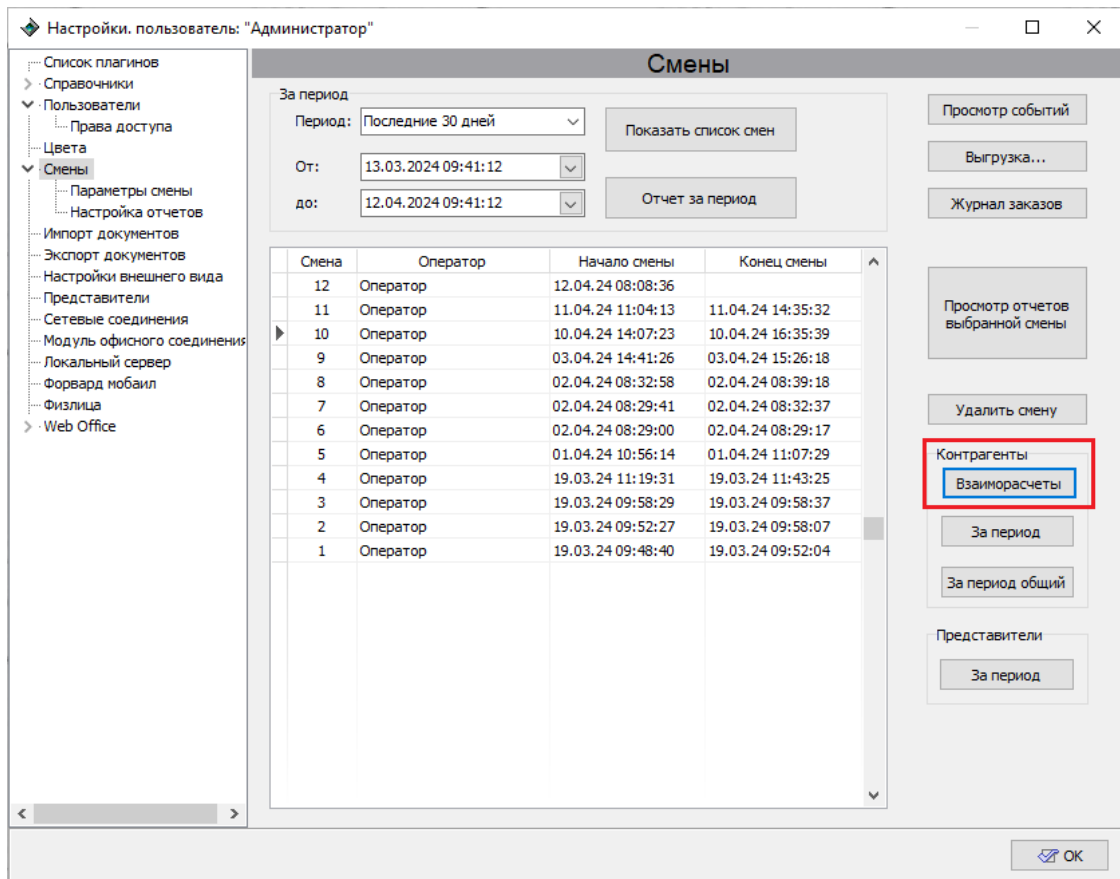 Настройки. пользователь: "Администратор"
Список плагинов
Справочники
Пользователи
Права доступа
Цвета
Смены
Параметры смены
Настройка отчетов
Импорт документов
Экспорт документов
Настройки внешнего вида
Представители
Сетевые соединения
Модуль офисного соединения
Локальный сервер
Форвард мобаил
Физлица
Web Office
Смены
За период
Период: Последние 30 дней
Показать список смен
От: 13.03.2024 09:41:12
до: 12.04.2024 09:41:12
Отчет за период
Смена Оператор Начало смены Конец смены
12 Оператор 12.04.24 08:08:36
11 Оператор 11.04.24 11:04:13 11.04.24 14:35:32
10 Оператор 10.04.24 14:07:23 10.04.24 16:35:39
9 Оператор 03.04.24 14:41:26 03.04.24 15:26:18
8 Оператор 02.04.24 08:32:58 02.04.24 08:39:18
7 Оператор 02.04.24 08:29:41 02.04.24 08:32:37
6 Оператор 02.04.24 08:29:00 02.04.24 08:29:17
5 Оператор 01.04.24 10:56:14 01.04.24 11:07:29
4 Оператор 19.03.24 11:19:31 19.03.24 11:43:25
3 Оператор 19.03.24 09:58:29 19.03.24 09:58:37
2 Оператор 19.03.24 09:52:27 19.03.24 09:58:07
1 Оператор 19.03.24 09:48:40 19.03.24 09:52:04
Просмотр событий
Выгрузка...
Журнал заказов
Просмотр отчетов
выбранной смены
Удалить смену
Контрагенты
Взаиморасчеты
За период
За период общий
Представители
За период
OK